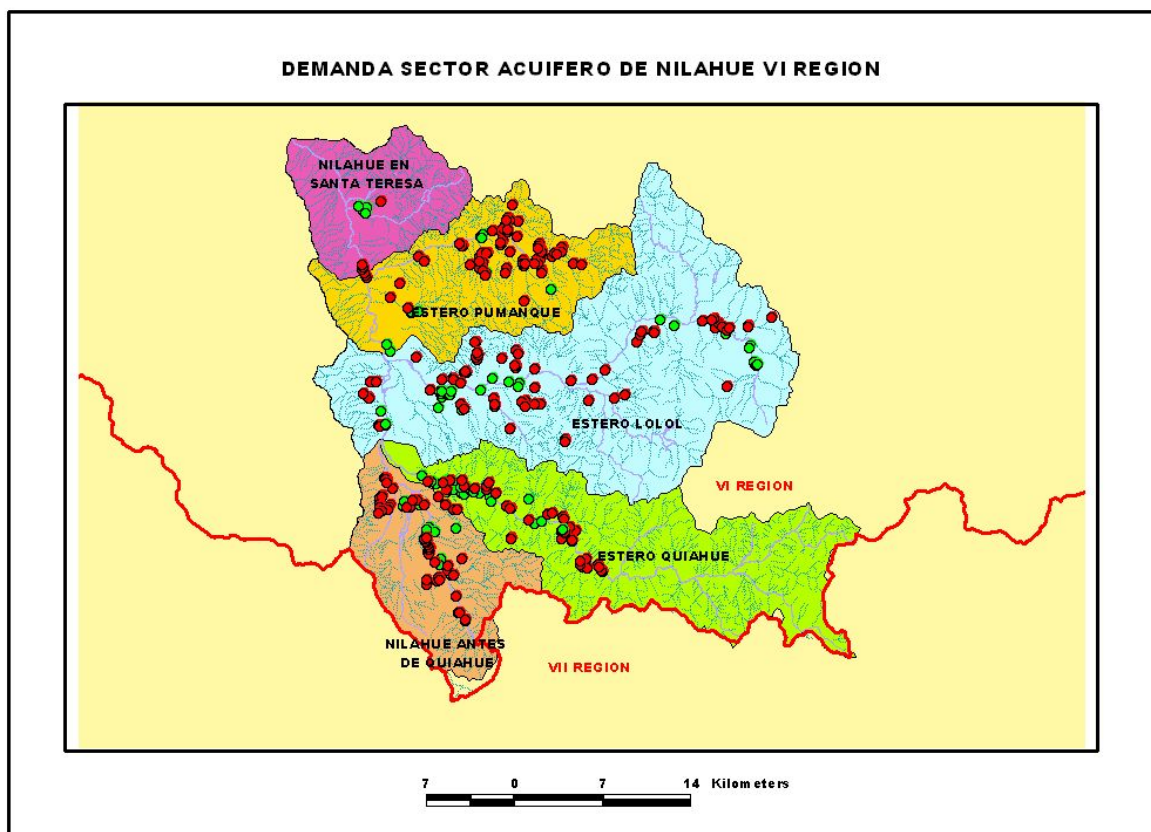 DEMANDA SECTOR ACUIFERO DE NILAHUE VI REGION
NILAHUE EN
SANTA TERESA
ESTERO PUMANQUE
ESTERO LOLOL
VI REGION
ESTERO QUIAHUE
NILAHUE ANTES
DE QUIAHUE
VII REGION
7 0 7 14 Kilometers